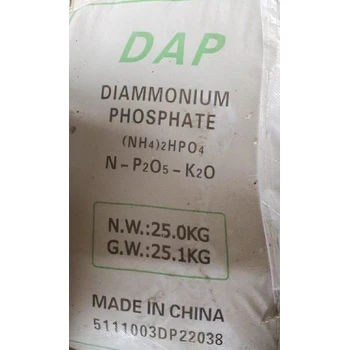 DAP
DIAMMONIUM
PHOSPHATE
(NH4)2HPO4
N – P2O5 – K2O
N.W.:25.0KG
G.W.:25.1KG
MADE IN CHINA
5111003DP22038